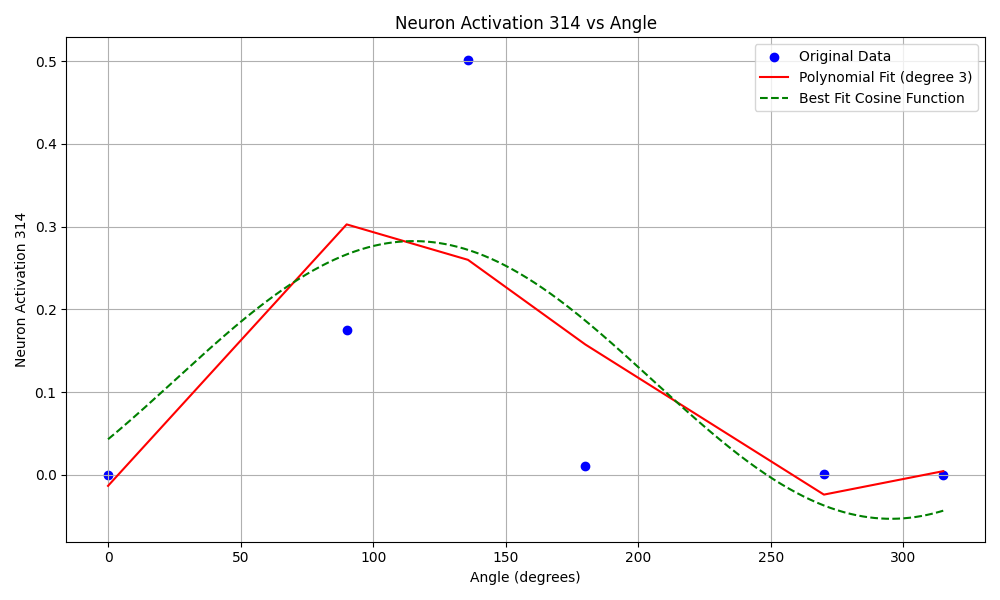 Neuron Activation 314 vs Angle
Original Data
Polynomial Fit (degree 3)
Best Fit Cosine Function
0.5
0.4
0.3
0.2
0.1
0.0
Neuron Activation 314
0
50
100
150
200
250
300
Angle (degrees)